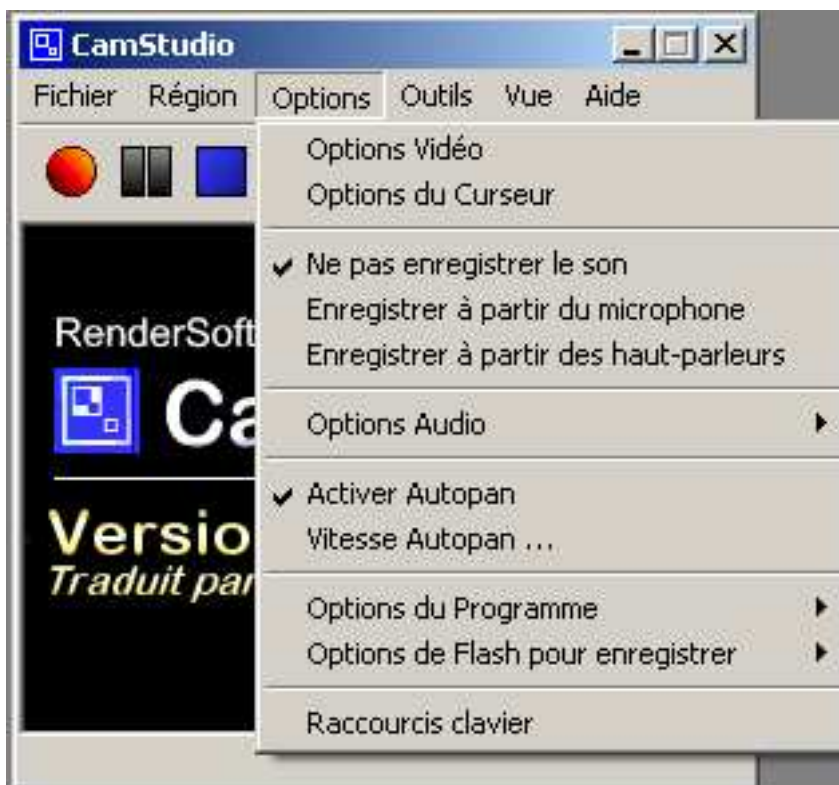 CamStudio
Fichier Région Options Outils Vue Aide
Options Vidéo
Options du Curseur
Ne pas enregistrer le son
Enregistrer à partir du microphone
Enregistrer à partir des haut-parleurs
Options Audio
Activer Autopan
Vitesse Autopan ...
Options du Programme
Options de Flash pour enregistrer
Raccourcis clavier
RenderSoft
Ca
Versio
Traduit par